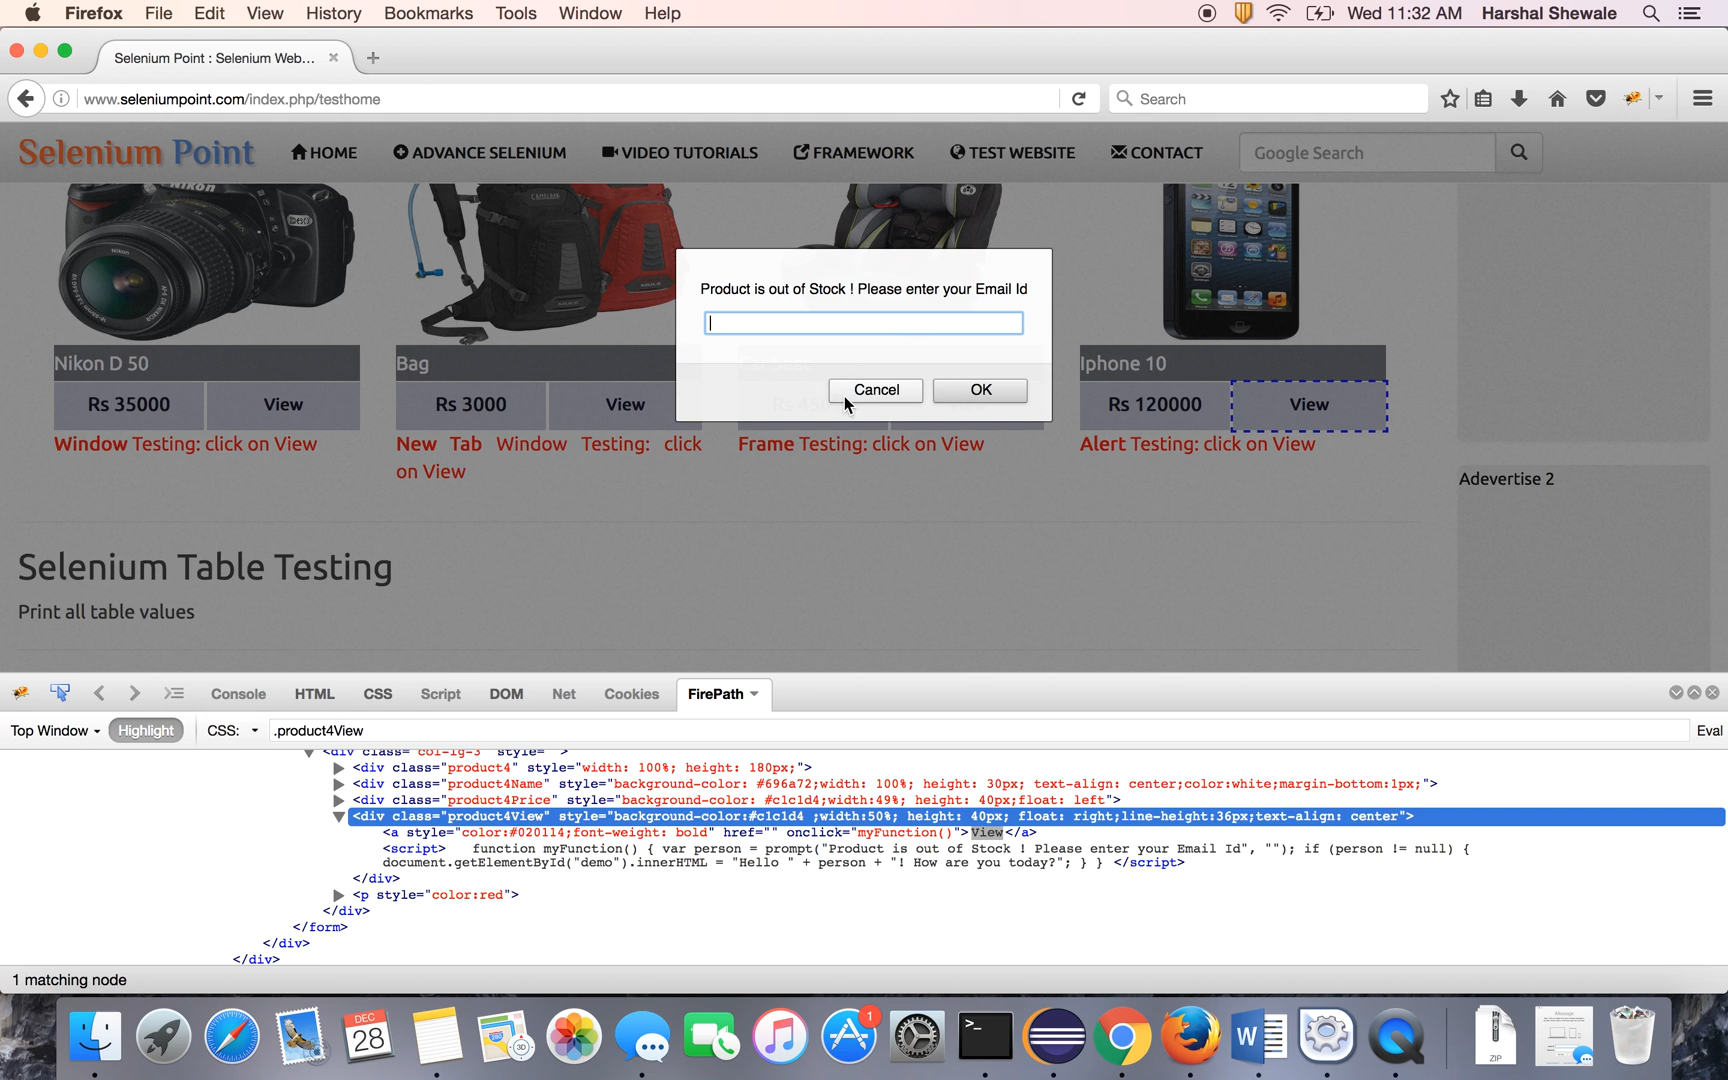 Firefox File Edit View History Bookmarks Tools Window Help Wed 11:32 AM Harshal Shewale
Selenium Point : Selenium Web...
www.seleniumpoint.com/index.php/testhome Search
Selenium Point HOME ADVANCE SELENIUM VIDEO TUTORIALS FRAMEWORK TEST WEBSITE CONTACT Google Search
Nikon
Product is out of Stock ! Please enter your Email Id
Cancel OK
Nikon D 50 Bag Iphone 10
Rs 35000 View Rs 3000 View Rs 120000 View
Window Testing: click on View New Tab Window Testing: click Frame Testing: click on View Alert Testing: click on View
on View
Adevertise 2
Selenium Table Testing
Print all table values
Console HTML CSS Script DOM Net Cookies FirePath
Top Window Highlight CSS: .product4View Eval
<div class="col-lg-3" style="">
<div class="product4" style="width: 100%; height: 180px;">
<div class="product4Name" style="background-color: #696a72;width: 100%; height: 30px; text-align: center;color:white;margin-bottom:1px;">
<div class="product4Price" style="background-color: #c1c1d4;width:49%; height: 40px;float: left">
<div class="product4View" style="background-color:#c1c1d4 ;width:50%; height: 40px; float: right;line-height:36px;text-align: center">
<a style="color:#020114;font-weight: bold" href="" onclick="myFunction()">View</a>
<script> function myFunction() { var person = prompt("Product is out of Stock ! Please enter your Email Id", ""); if (person != null) {
document.getElementById("demo").innerHTML = "Hello " + person + "! How are you today?"; } } </script>
</div>
<p style="color:red">
</div>
</form>
</div>
</div>
1 matching node
DEC
28
3D
1
>_
W
ZIP